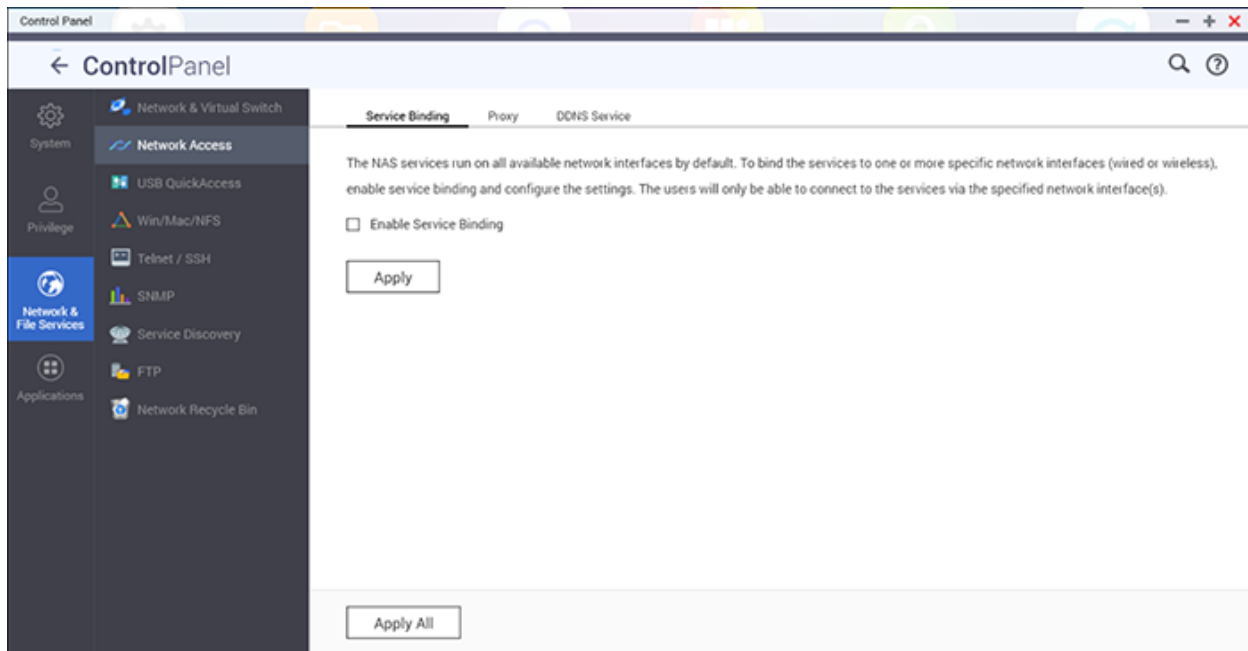 Control Panel
ControlPanel
System
Privilege
Network &
File Services
Applications
Network & Virtual Switch
Network Access
USB QuickAccess
Win/Mac/NFS
Telnet / SSH
SNMP
Service Discovery
FTP
Network Recycle Bin
Service Binding Proxy DDNS Service
The NAS services run on all available network interfaces by default. To bind the services to one or more specific network interfaces (wired or wireless),
enable service binding and configure the settings. The users will only be able to connect to the services via the specified network interface(s).
Enable Service Binding
Apply
Apply All